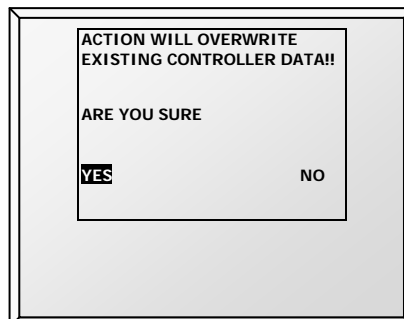 ACTION WILL OVERWRITE
EXISTING CONTROLLER DATA!!
ARE YOU SURE
YES NO